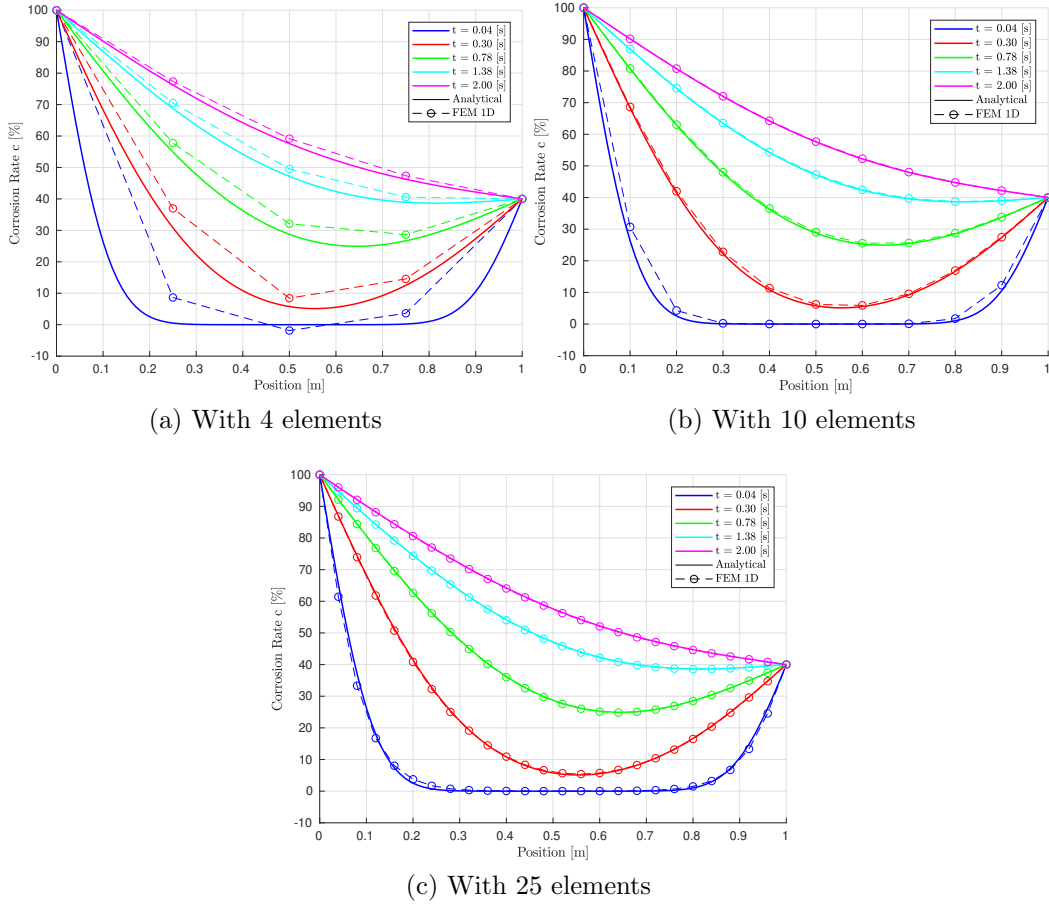 100
90
80
70
60
50
40
30
20
10
0
-10
Corrosion Rate c [%]
0 0.1 0.2 0.3 0.4 0.5 0.6 0.7 0.8 0.9 1
Position [m]
t = 0.04 [s]
t = 0.30 [s]
t = 0.78 [s]
t = 1.38 [s]
t = 2.00 [s]
Analytical
FEM 1D
(a) With 4 elements
100
90
80
70
60
50
40
30
20
10
0
-10
Corrosion Rate c [%]
0 0.1 0.2 0.3 0.4 0.5 0.6 0.7 0.8 0.9 1
Position [m]
t = 0.04 [s]
t = 0.30 [s]
t = 0.78 [s]
t = 1.38 [s]
t = 2.00 [s]
Analytical
FEM 1D
(b) With 10 elements
100
90
80
70
60
50
40
30
20
10
0
-10
Corrosion Rate c [%]
0 0.1 0.2 0.3 0.4 0.5 0.6 0.7 0.8 0.9 1
Position [m]
t = 0.04 [s]
t = 0.30 [s]
t = 0.78 [s]
t = 1.38 [s]
t = 2.00 [s]
Analytical
FEM 1D
(c) With 25 elements